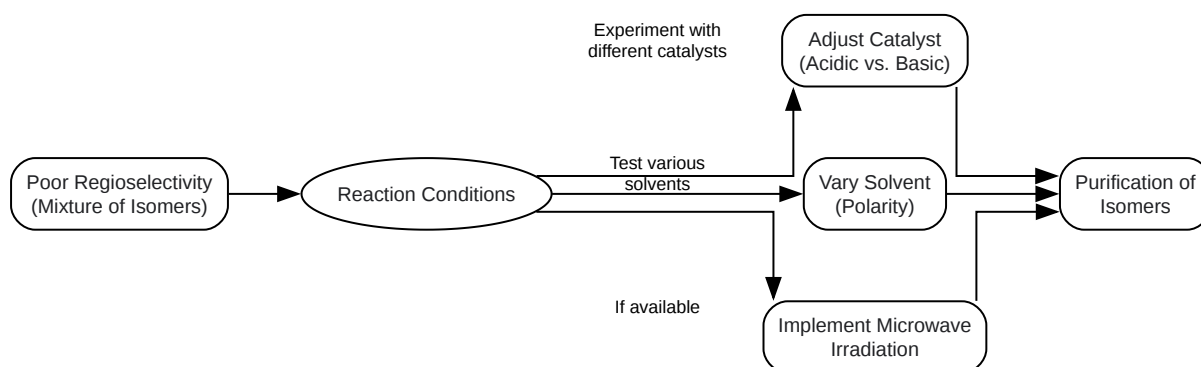 Experiment with
different catalysts
Adjust Catalyst
(Acidic vs. Basic)
Poor Regioselectivity
(Mixture of Isomers)
Reaction Conditions
Test various
solvents
Vary Solvent
(Polarity)
Purification of
Isomers
If available
Implement Microwave
Irradiation